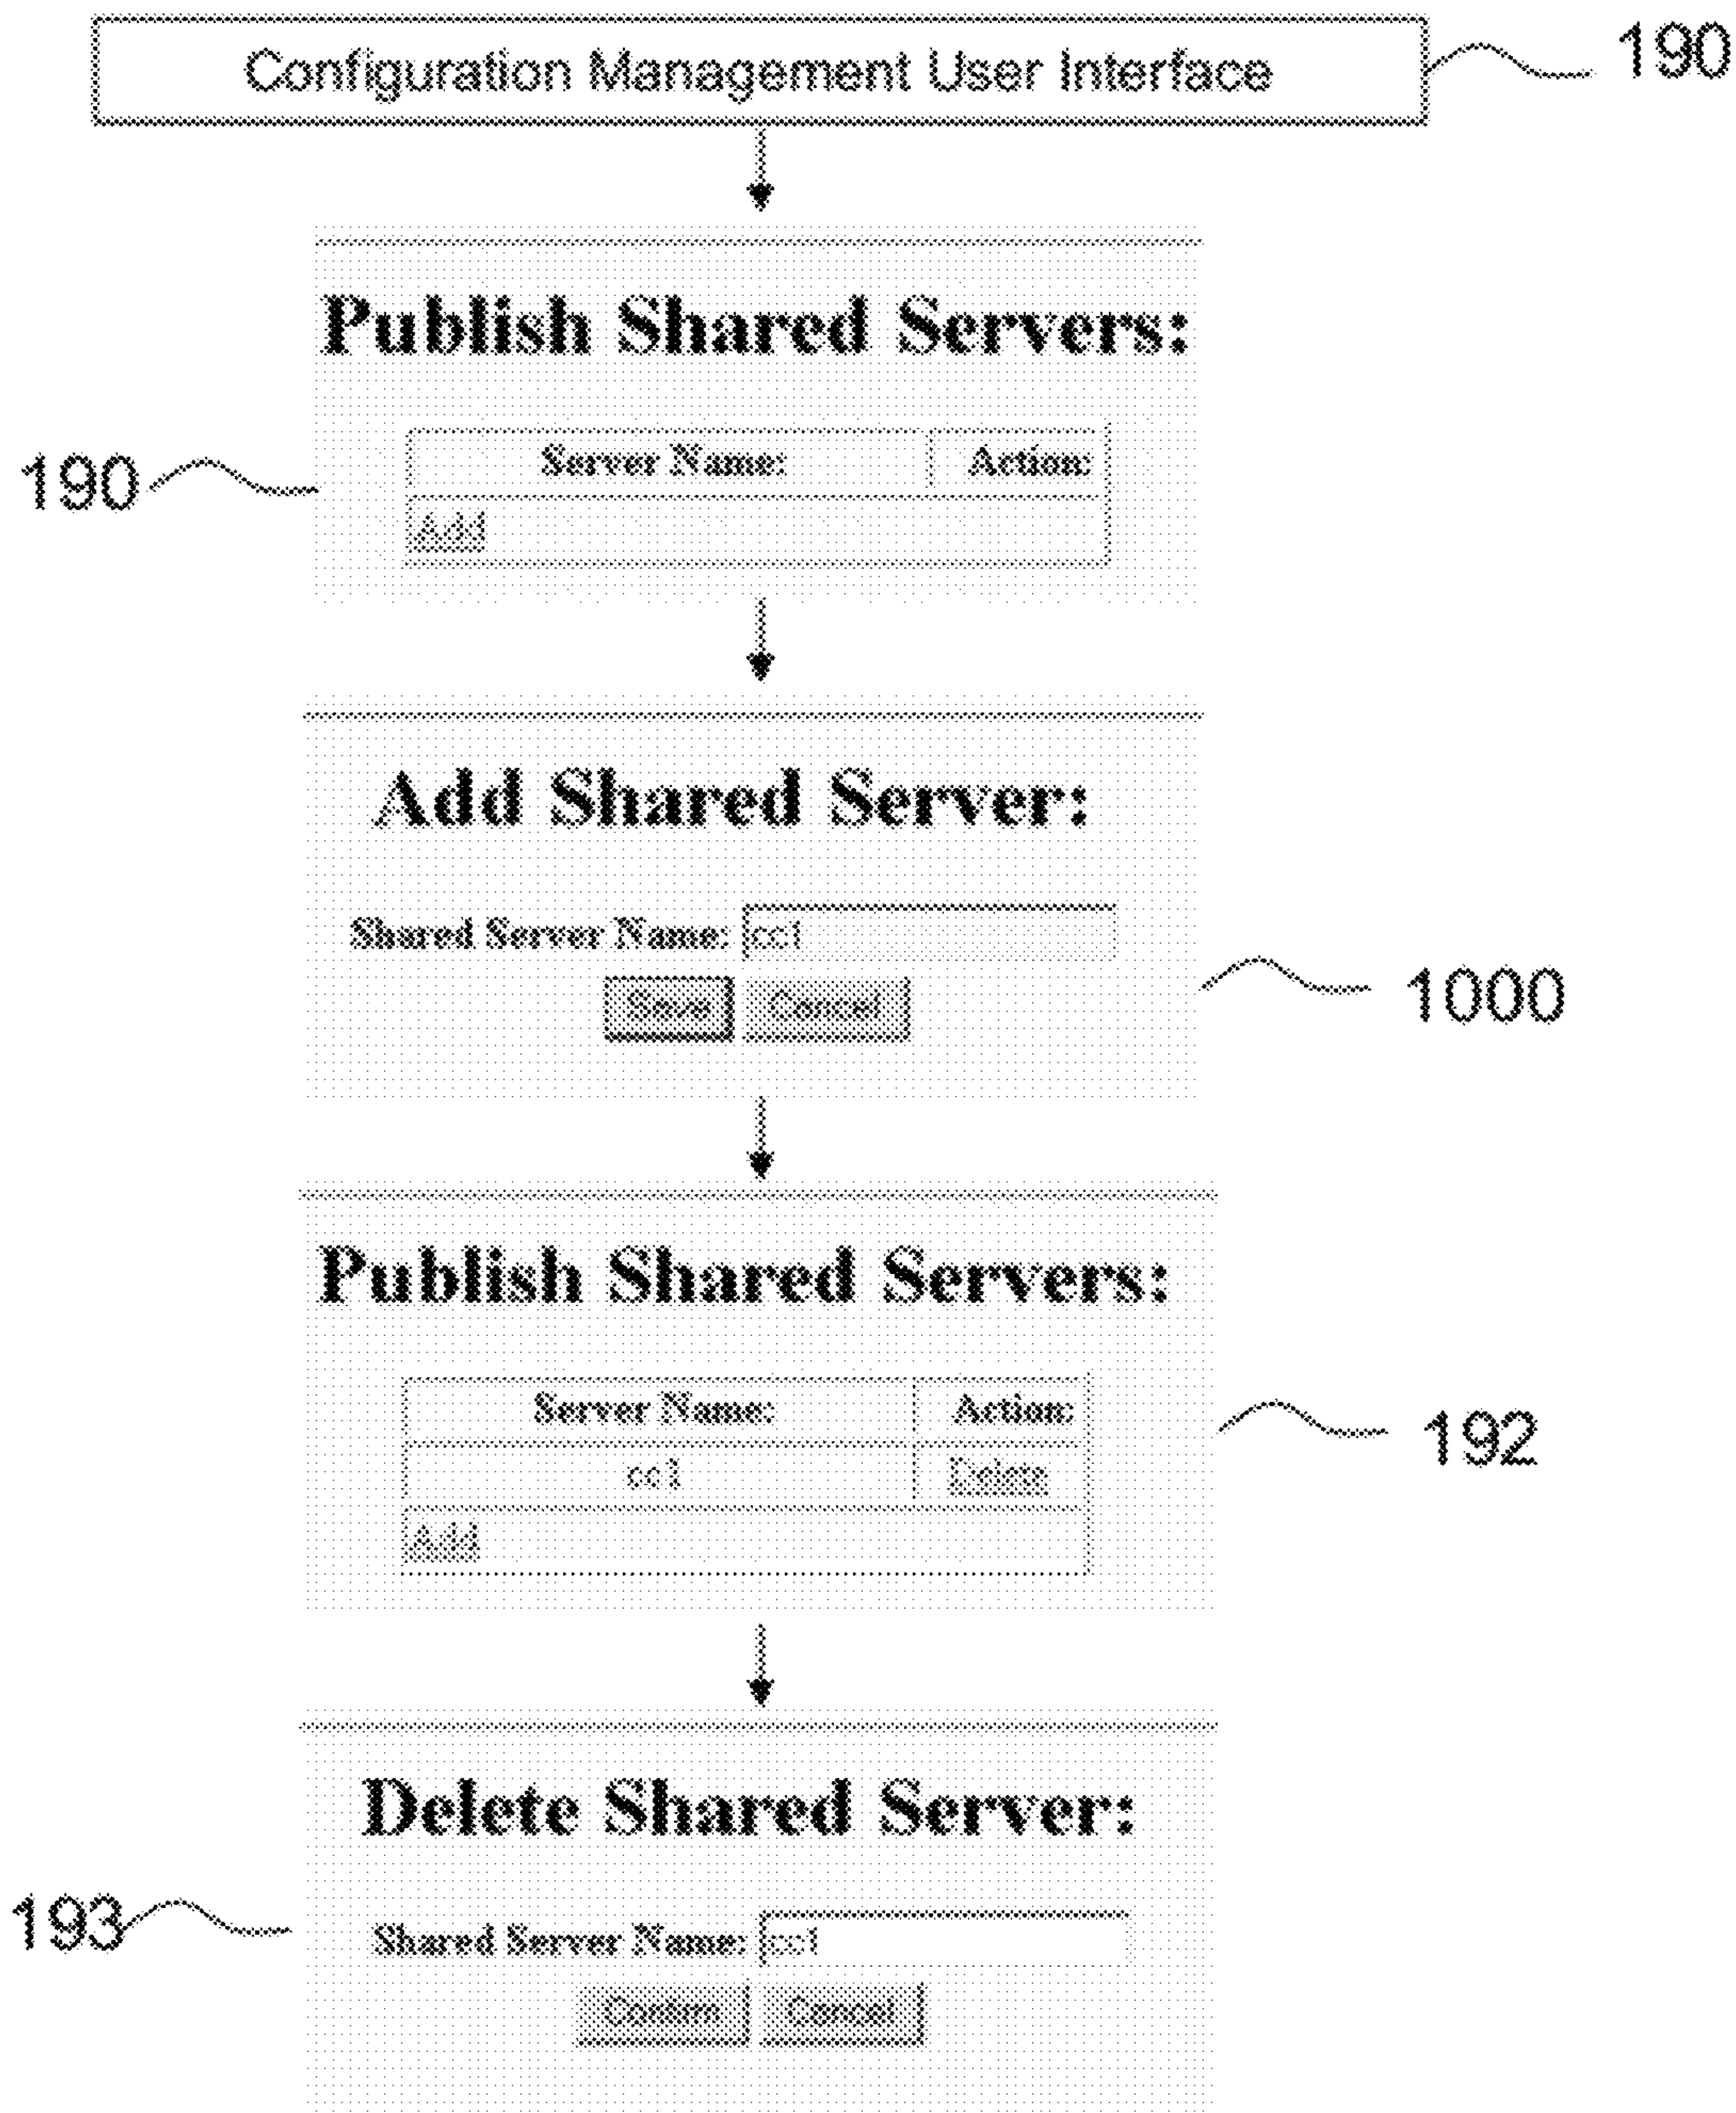 Configuration Management User Interface 190
Publish Shared Servers:
Server Name: Action:
190
Add
Add Shared Server:
Shared Server Name: cc1
Save Cancel
1000
Publish Shared Servers:
Server Name: Action:
192
cc1 Delete
Add
Delete Shared Server:
193
Shared Server Name: cc1
Confirm Cancel